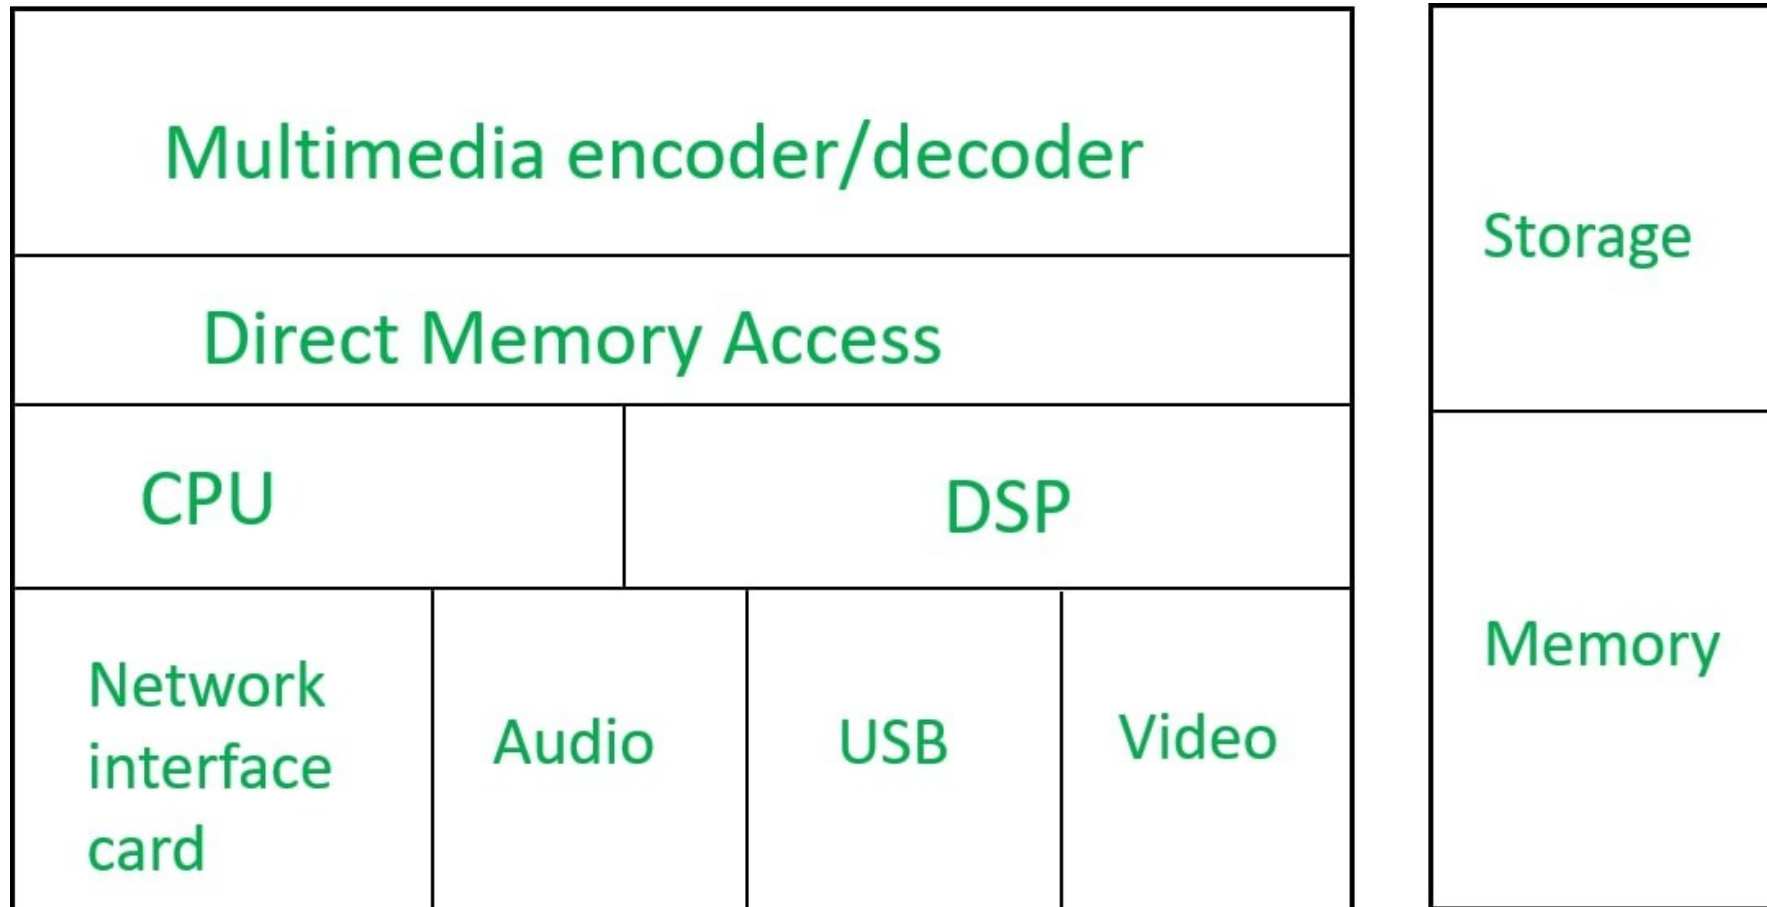 Multimedia encoder/decoder
Direct Memory Access
CPU
DSP
Network
interface
card
Audio
USB
Video
Storage
Memory